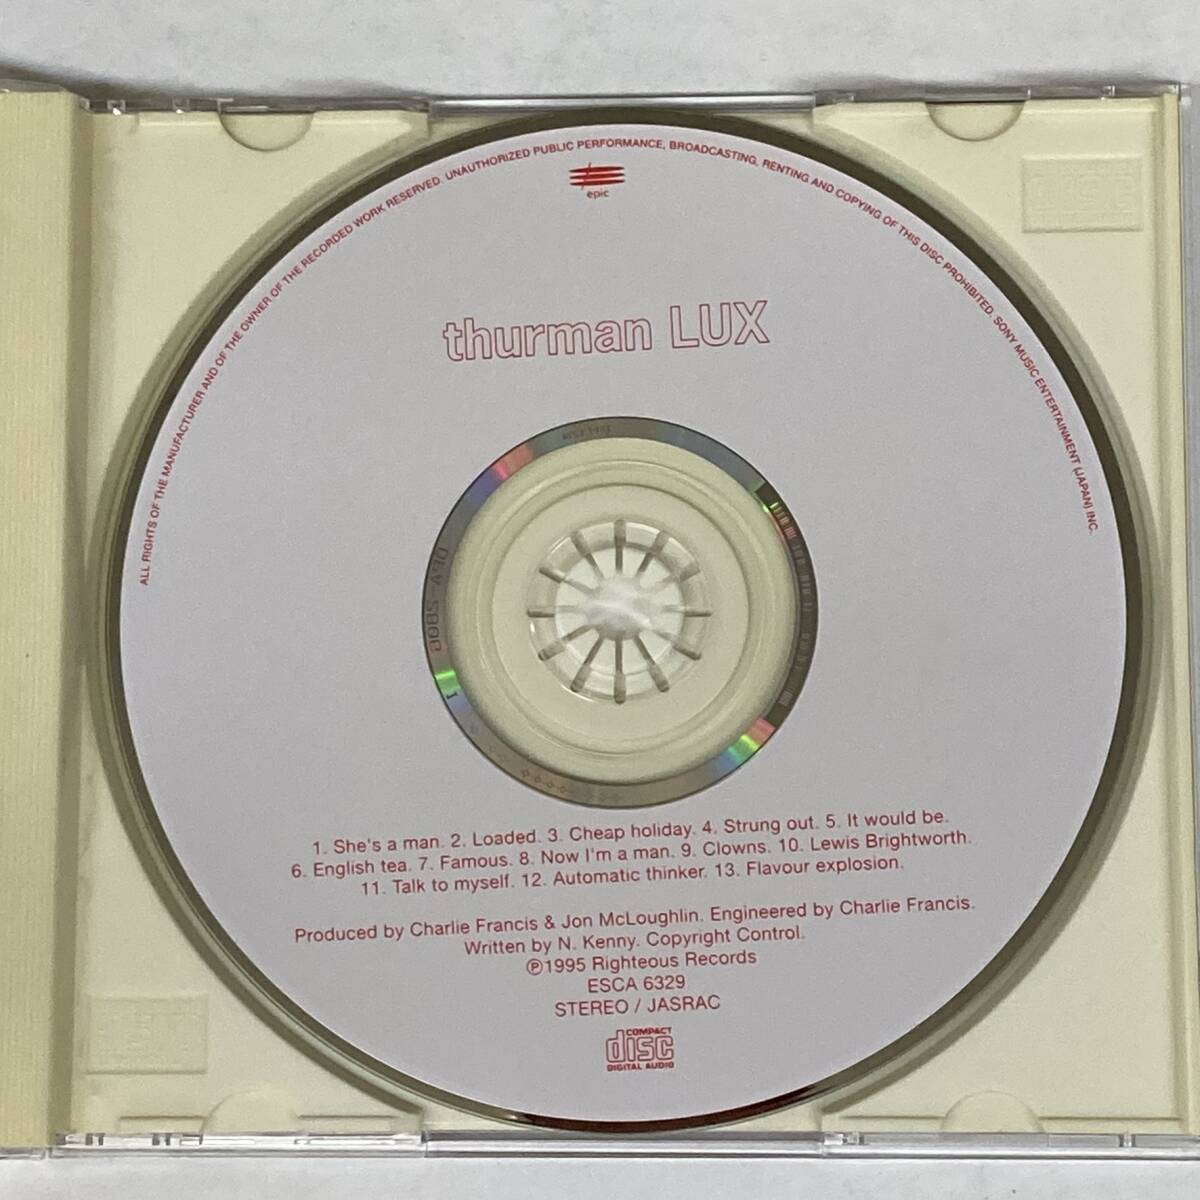 ALL RIGHTS OF THE MANUFACTURER AND OF THE OWNER OF THE RECORDED WORK RESERVED. UNAUTHORIZED PUBLIC PERFORMANCE, BROADCASTING, RENTING AND COPYING OF THIS DISC PROHIBITED. SONY MUSIC ENTERTAINMENT (JAPAN) INC.
epic
thurman LUX
1. She's a man. 2. Loaded. 3. Cheap holiday. 4. Strung out. 5. It would be.
6. English tea. 7. Famous. 8. Now I'm a man. 9. Clowns. 10. Lewis Brightworth.
11. Talk to myself. 12. Automatic thinker. 13. Flavour explosion.
Produced by Charlie Francis & Jon McLoughlin. Engineered by Charlie Francis.
Written by N. Kenny. Copyright Control.
℗1995 Righteous Records
ESCA 6329
STEREO / JASRAC
COMPACT
disc
DIGITAL AUDIO